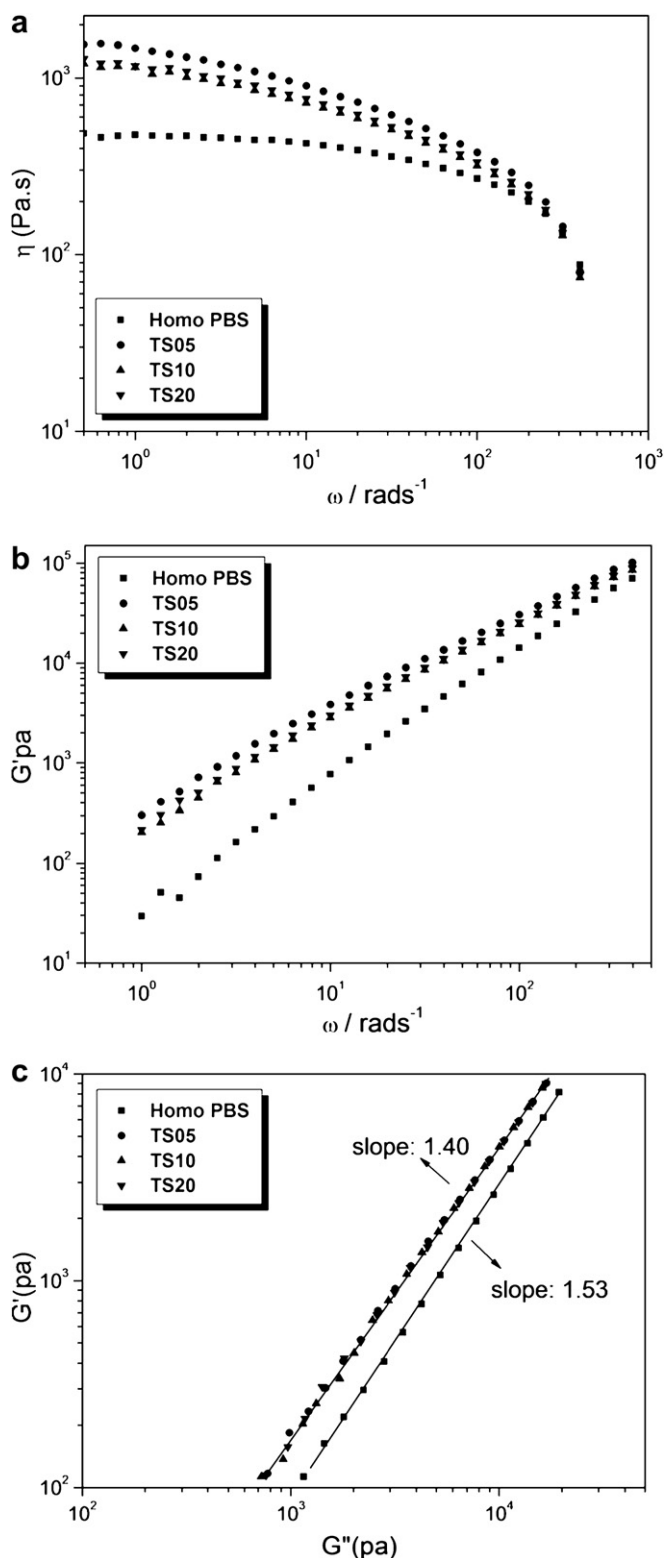 a
10³
10²
10¹
η (Pa.s)
Homo PBS
TS05
TS10
TS20
10⁰ 10¹ 10² 10³
ω / rads⁻¹
b
10⁵
10⁴
10³
10²
10¹
G'pa
Homo PBS
TS05
TS10
TS20
10⁰ 10¹ 10²
ω / rads⁻¹
c
10⁴
10³
10²
G'(pa)
Homo PBS
TS05
TS10
TS20
slope: 1.40
slope: 1.53
10² 10³ 10⁴
G"(pa)